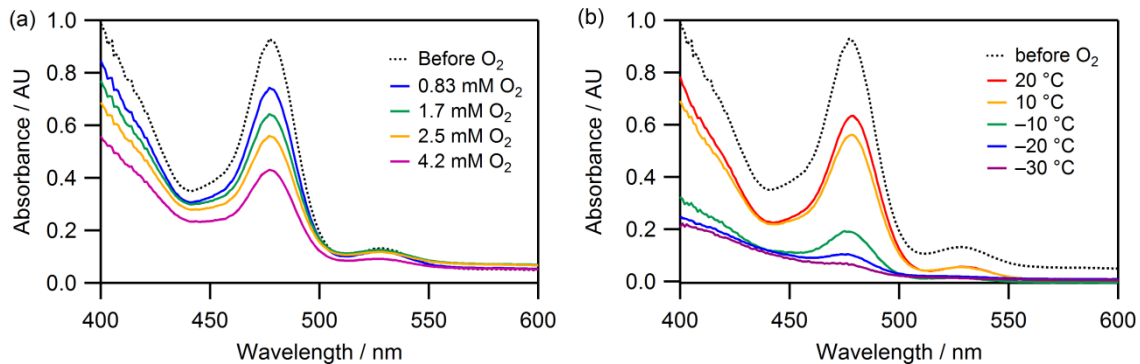 (a)
1.0
0.8
0.6
0.4
0.2
0.0
Absorbance / AU
400
450
500
550
600
Wavelength / nm
Before O₂
0.83 mM O₂
1.7 mM O₂
2.5 mM O₂
4.2 mM O₂
(b)
1.0
0.8
0.6
0.4
0.2
0.0
Absorbance / AU
400
450
500
550
600
Wavelength / nm
before O₂
20 °C
10 °C
–10 °C
–20 °C
–30 °C